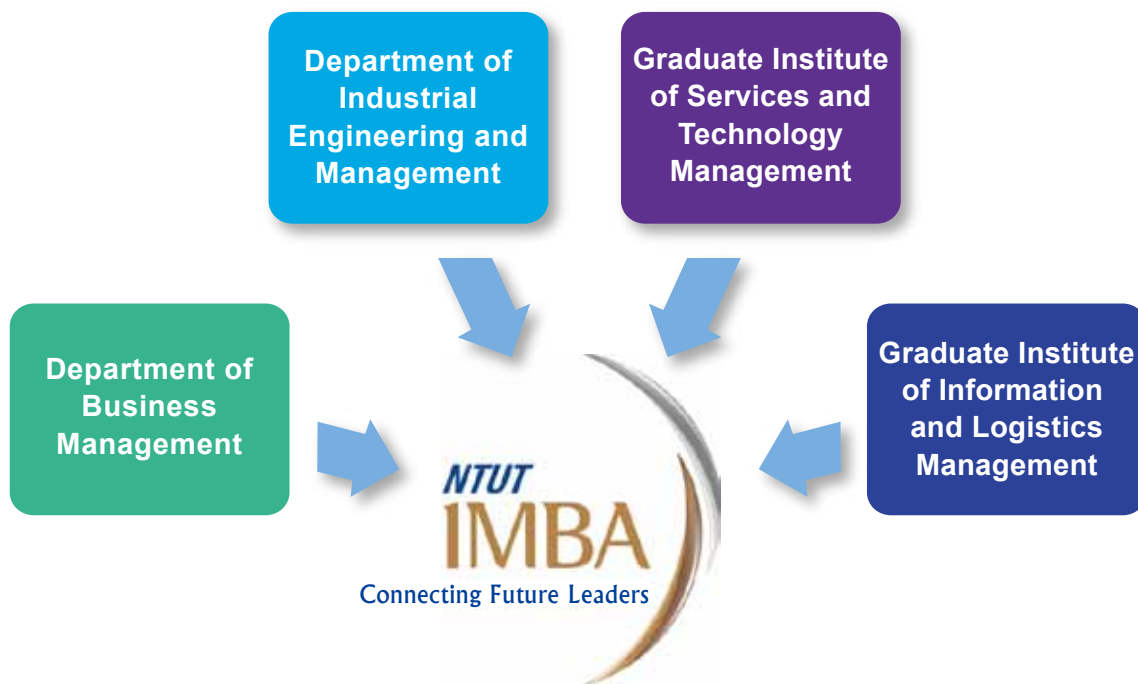 Department of
Industrial
Engineering and
Management
Graduate Institute
of Services and
Technology
Management
Department of
Business
Management
Graduate Institute
of Information
and Logistics
Management
NTUT
IMBA
Connecting Future Leaders